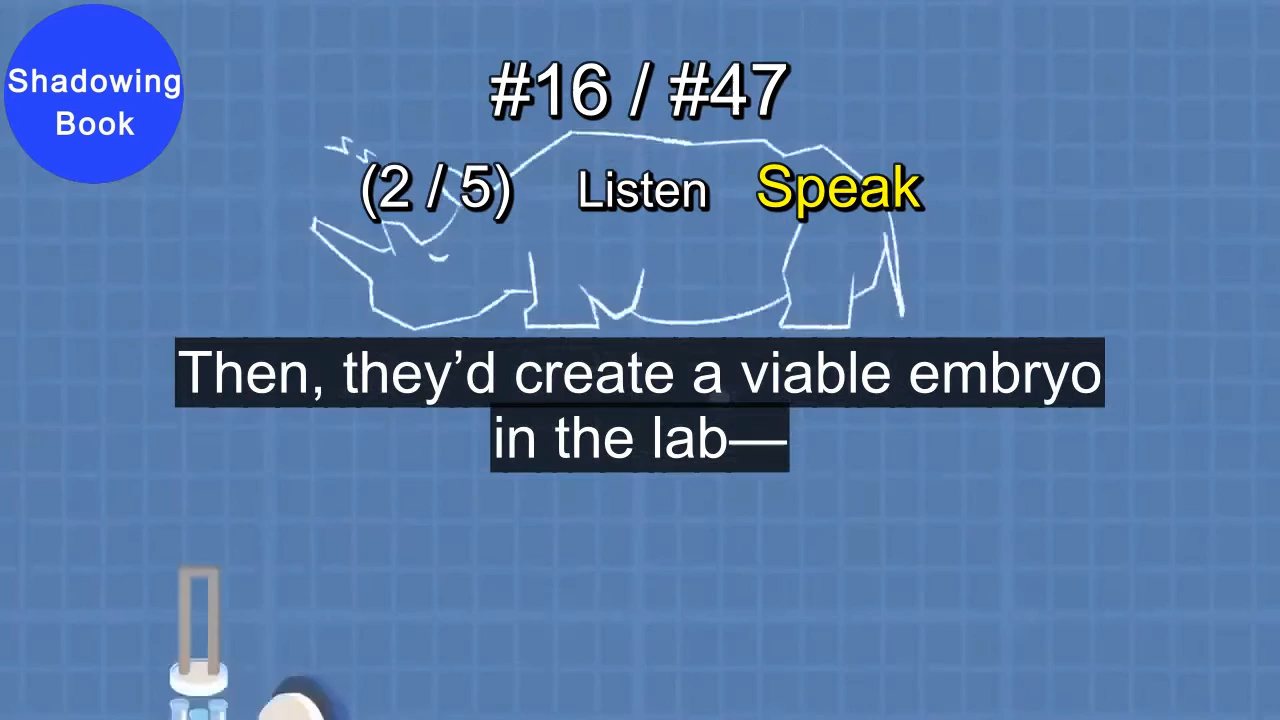 Shadowing
Book
#16 / #47
(2 / 5) Listen Speak
Then, they’d create a viable embryo
in the lab—